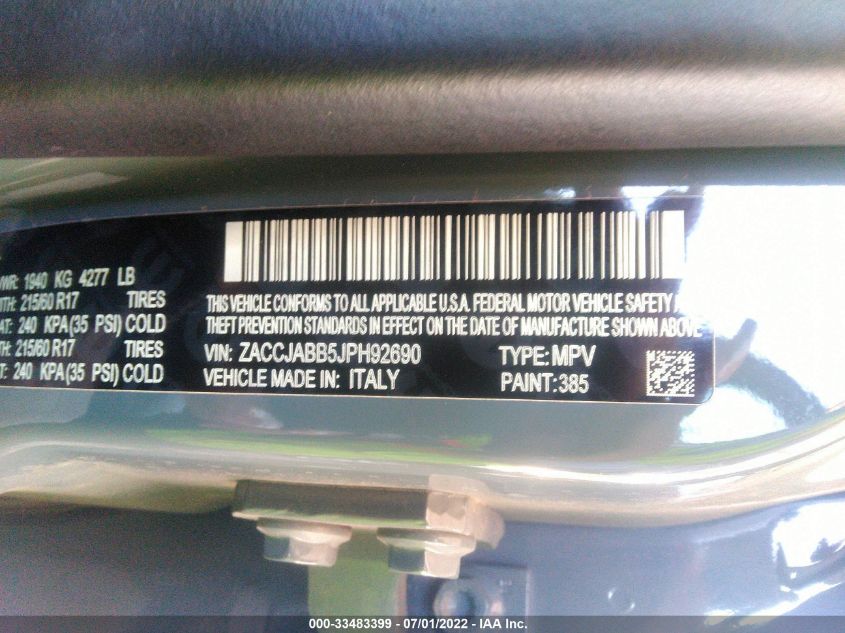 VWR: 1940 KG 4277 LB
ITH: 215/60 R17 TIRES
AT: 240 KPA(35 PSI) COLD
TH: 215/60 R17 TIRES
T: 240 KPA(35 PSI) COLD
THIS VEHICLE CONFORMS TO ALL APPLICABLE U.S.A. FEDERAL MOTOR VEHICLE SAFETY
THEFT PREVENTION STANDARDS IN EFFECT ON THE DATE OF MANUFACTURE SHOWN ABOVE
VIN: ZACCJABB5JPH92690 TYPE: MPV
VEHICLE MADE IN: ITALY PAINT: 385
000-33483399 - 07/01/2022 - IAA Inc.